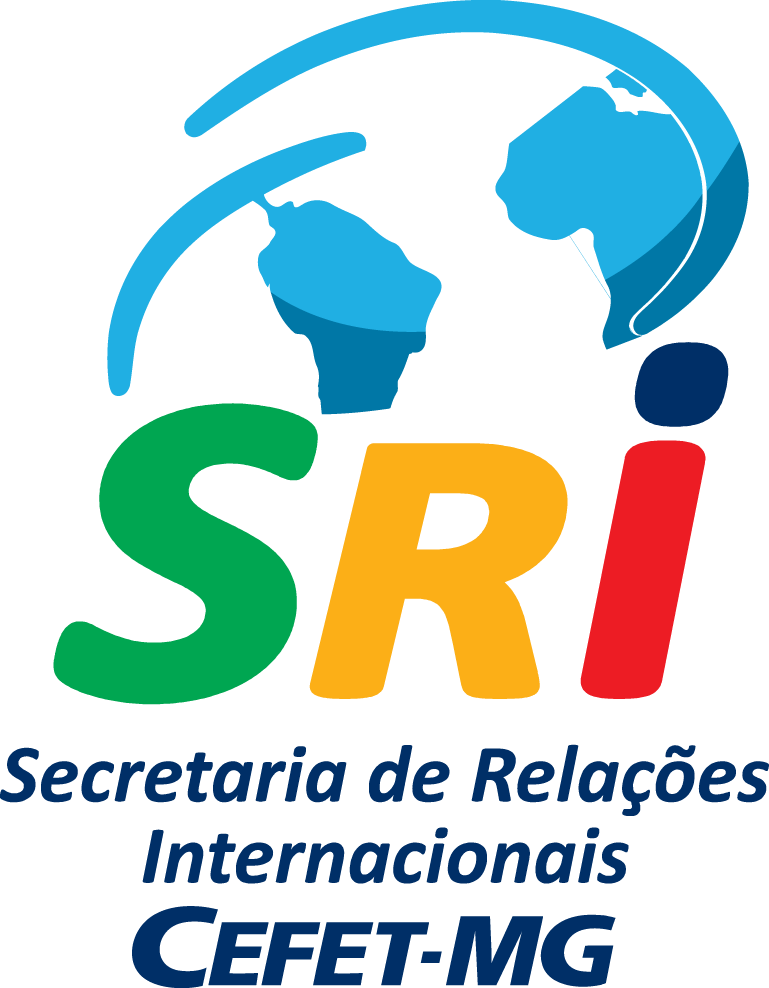 SRi
Secretaria de Relações
Internacionais
CEFET-MG